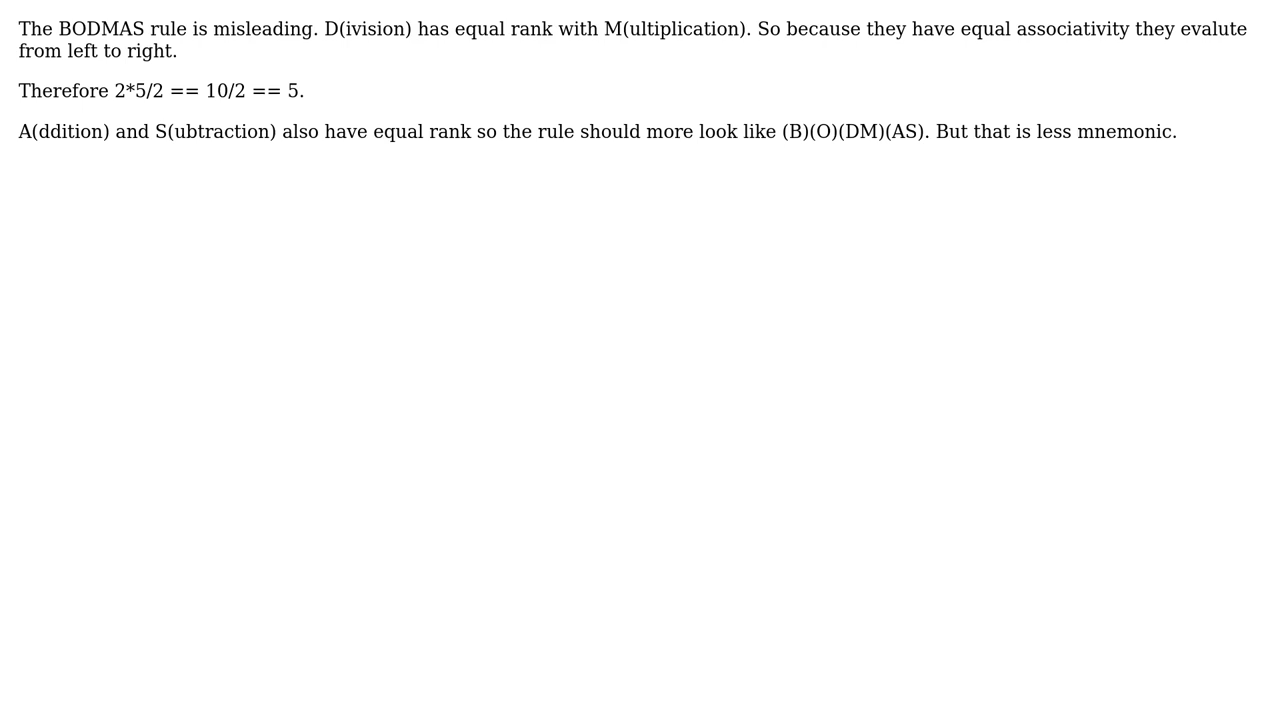 The BODMAS rule is misleading. D(ivision) has equal rank with M(ultiplication). So because they have equal associativity they evalute
from left to right.
Therefore 2*5/2 == 10/2 == 5.
A(ddition) and S(ubtraction) also have equal rank so the rule should more look like (B)(O)(DM)(AS). But that is less mnemonic.